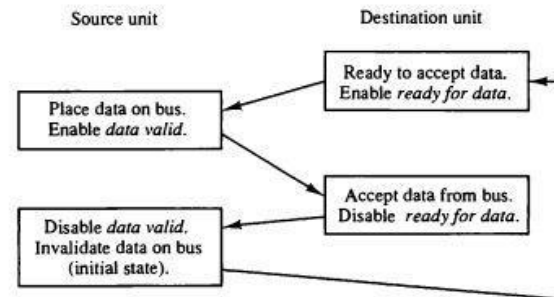 Source unit
Destination unit
Ready to accept data.
Enable ready for data.
Place data on bus.
Enable data valid.
Accept data from bus.
Disable ready for data.
Disable data valid.
Invalidate data on bus
(initial state).